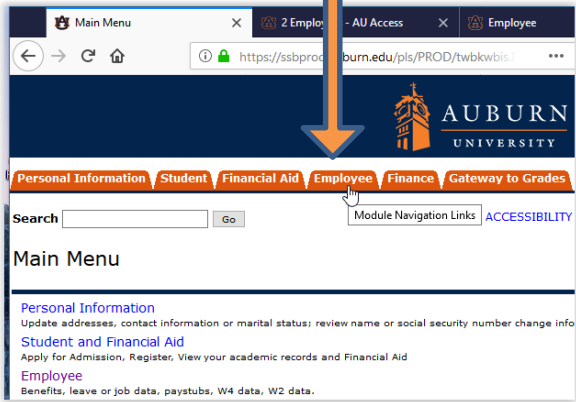 Main Menu
2 Employ - AU Access
Employee
https://ssbproc burn.edu/pls/PROD/twbkwbis.
AUBURN
UNIVERSITY
Personal Information Student Financial Aid Employee Finance Gateway to Grades
Search Go Module Navigation Links ACCESSIBILITY
Main Menu
Personal Information
Update addresses, contact information or marital status; review name or social security number change info
Student and Financial Aid
Apply for Admission, Register, View your academic records and Financial Aid
Employee
Benefits, leave or job data, paystubs, W4 data, W2 data.